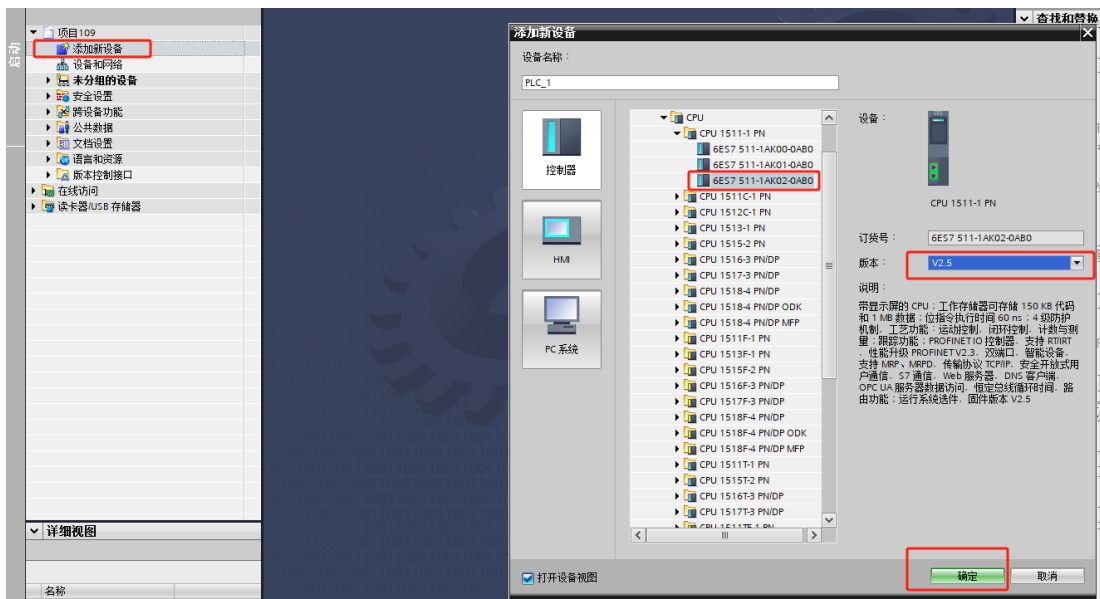 启动
项目109
添加新设备
设备和网络
未分组的设备
安全设置
跨设备功能
公共数据
文档设置
语言和资源
版本控制接口
在线访问
读卡器/USB 存储器
详细视图
名称
查找和替换
添加新设备
设备名称：
PLC_1
控制器
HMI
PC 系统
CPU
CPU 1511-1 PN
6ES7 511-1AK00-0AB0
6ES7 511-1AK01-0AB0
6ES7 511-1AK02-0AB0
CPU 1511C-1 PN
CPU 1512C-1 PN
CPU 1513-1 PN
CPU 1515-2 PN
CPU 1516-3 PN/DP
CPU 1517-3 PN/DP
CPU 1518-4 PN/DP
CPU 1518-4 PN/DP ODK
CPU 1518-4 PN/DP MFP
CPU 1511F-1 PN
CPU 1513F-1 PN
CPU 1515F-2 PN
CPU 1516F-3 PN/DP
CPU 1517F-3 PN/DP
CPU 1518F-4 PN/DP
CPU 1518F-4 PN/DP ODK
CPU 1518F-4 PN/DP MFP
CPU 1511T-1 PN
CPU 1515T-2 PN
CPU 1516T-3 PN/DP
CPU 1517T-3 PN/DP
CPU 1511TF-1 PN
设备：
CPU 1511-1 PN
订货号：
6ES7 511-1AK02-0AB0
版本：
V2.5
说明：
带显示屏的 CPU；工作存储器可存储 150 KB 代码
和 1 MB 数据；位指令执行时间 60 ns；4 级防护
机制，工艺功能：运动控制，闭环控制，计数与测
量；跟踪功能；PROFINET IO 控制器，支持 RT/IRT
，性能升级 PROFINET V2.3，双端口，智能设备，
支持 MRP、MRPD，传输协议 TCP/IP，安全开放式用
户通信，S7 通信，Web 服务器，DNS 客户端，
OPC UA 服务器数据访问，恒定总线循环时间，路
由功能；运行系统选件，固件版本 V2.5
打开设备视图
确定
取消